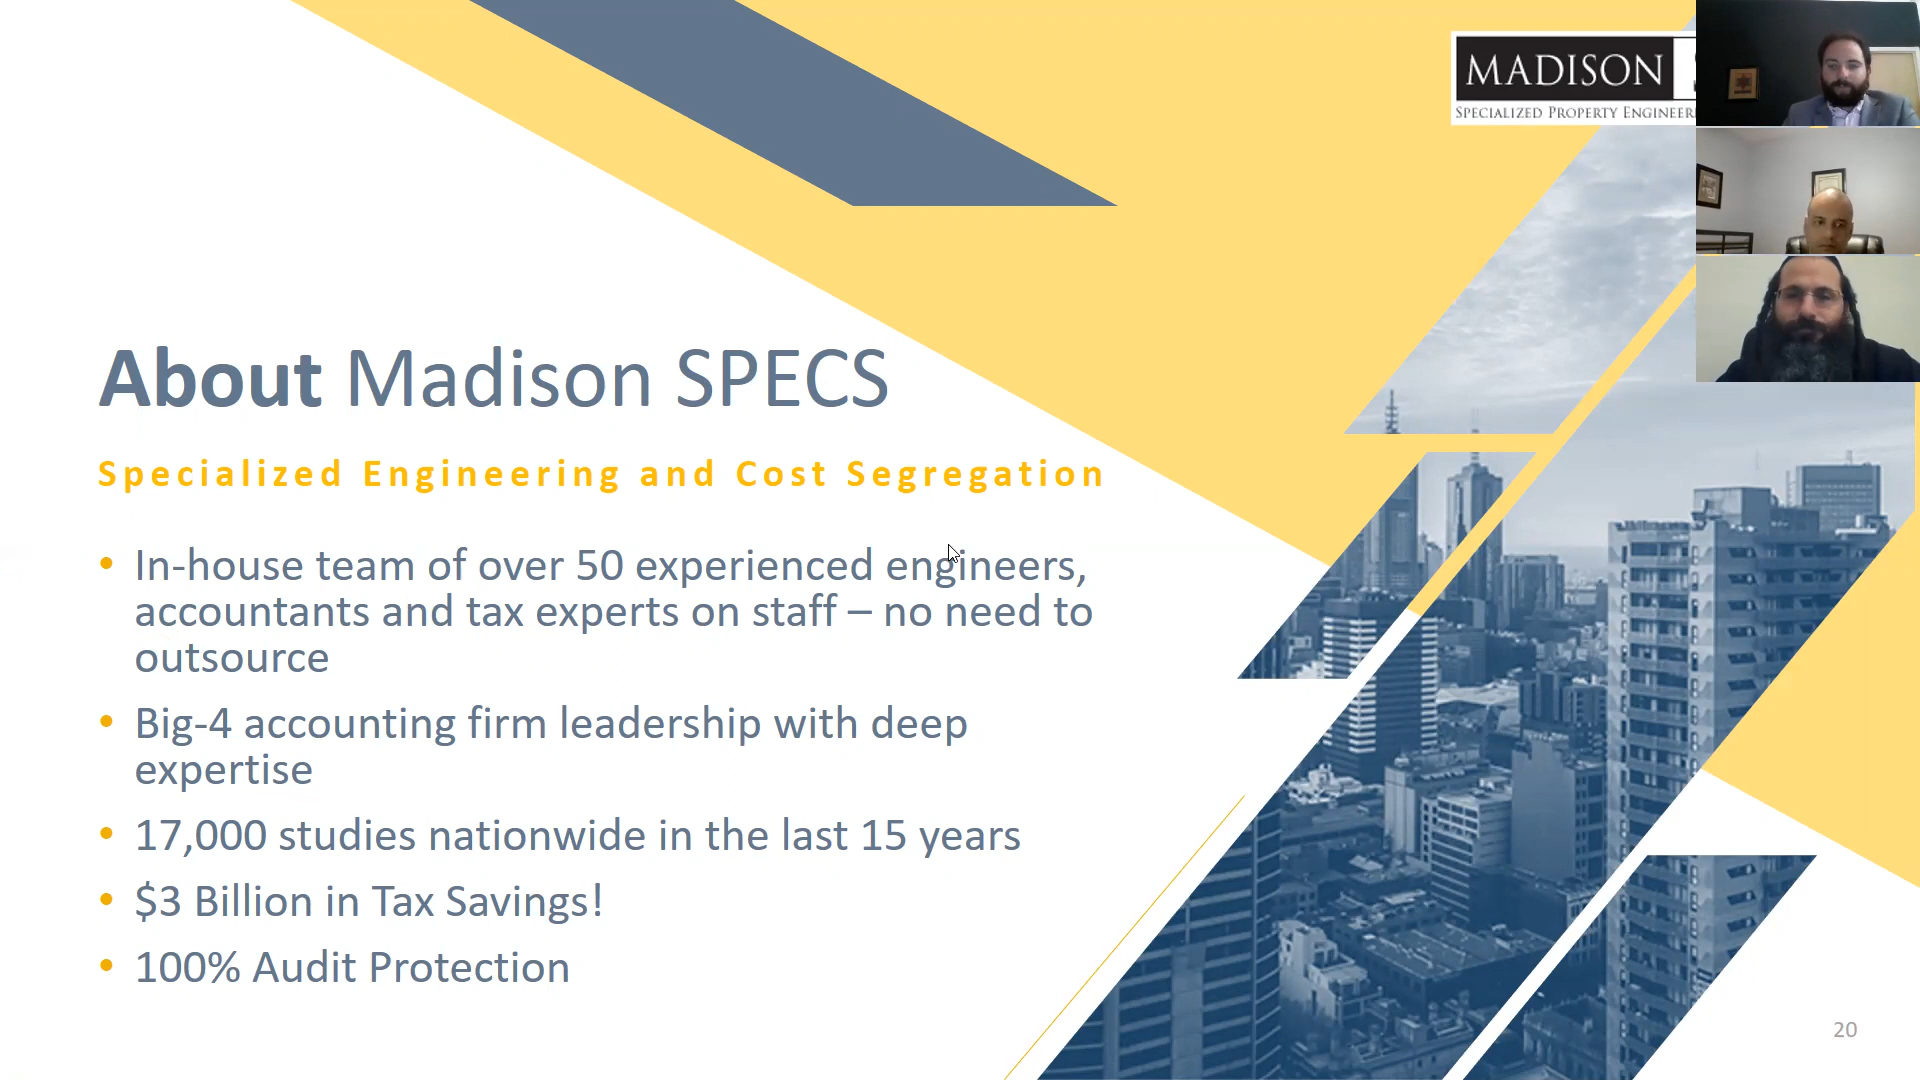 MADISON
SPECIALIZED PROPERTY
About Madison SPECS
Specialized Engineering and Cost Segregation
• In-house team of over 50 experienced engineers,
accountants and tax experts on staff – no need to
outsource
• Big-4 accounting firm leadership with deep
expertise
• 17,000 studies nationwide in the last 15 years
• $3 Billion in Tax Savings!
• 100% Audit Protection
20